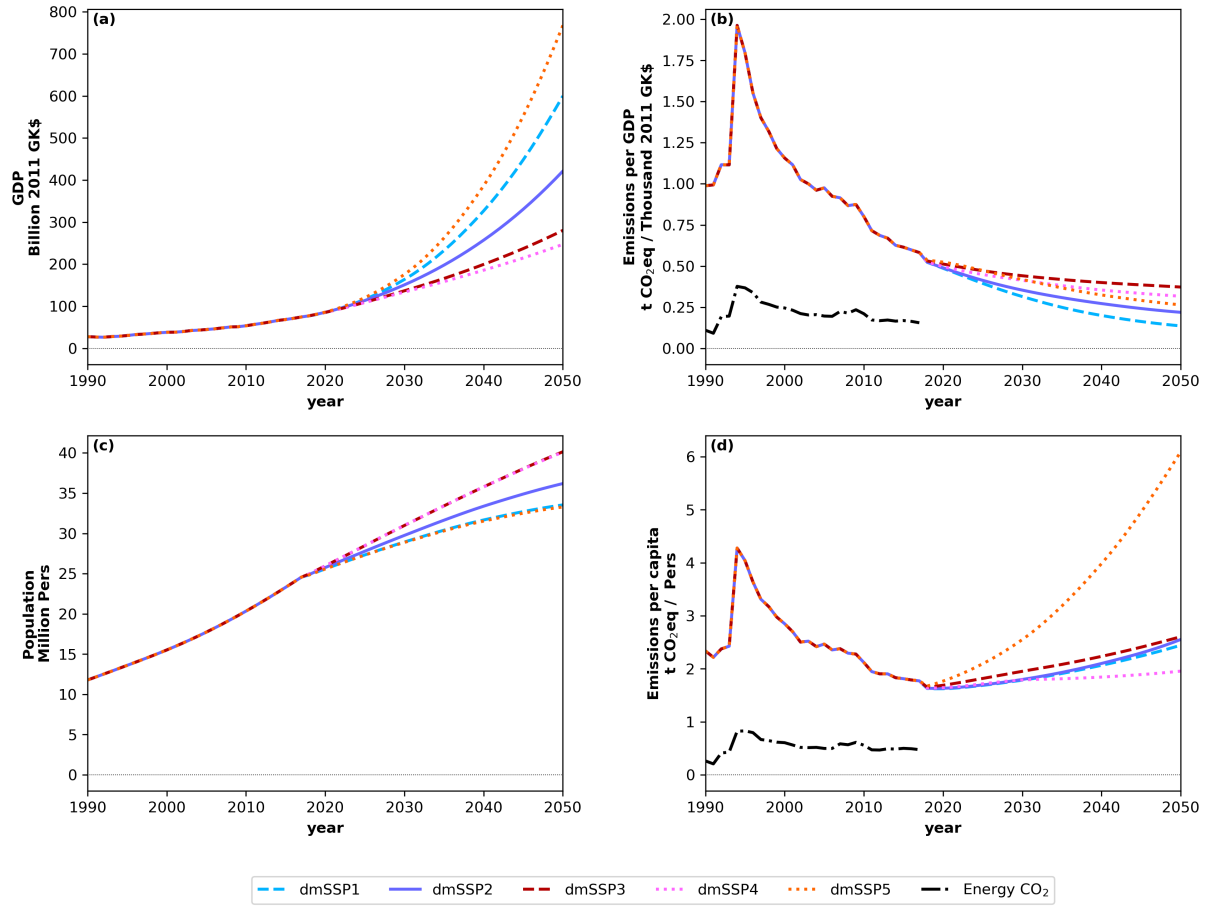 (a)
GDP
Billion 2011 GK$
800
700
600
500
400
300
200
100
0
1990 2000 2010 2020 2030 2040 2050
year
(b)
Emissions per GDP
t CO₂eq / Thousand 2011 GK$
2.00
1.75
1.50
1.25
1.00
0.75
0.50
0.25
0.00
1990 2000 2010 2020 2030 2040 2050
year
(c)
Population
Million Pers
40
35
30
25
20
15
10
5
0
1990 2000 2010 2020 2030 2040 2050
year
(d)
Emissions per capita
t CO₂eq / Pers
6
5
4
3
2
1
0
1990 2000 2010 2020 2030 2040 2050
year
dmSSP1 dmSSP2 dmSSP3 dmSSP4 dmSSP5 Energy CO₂